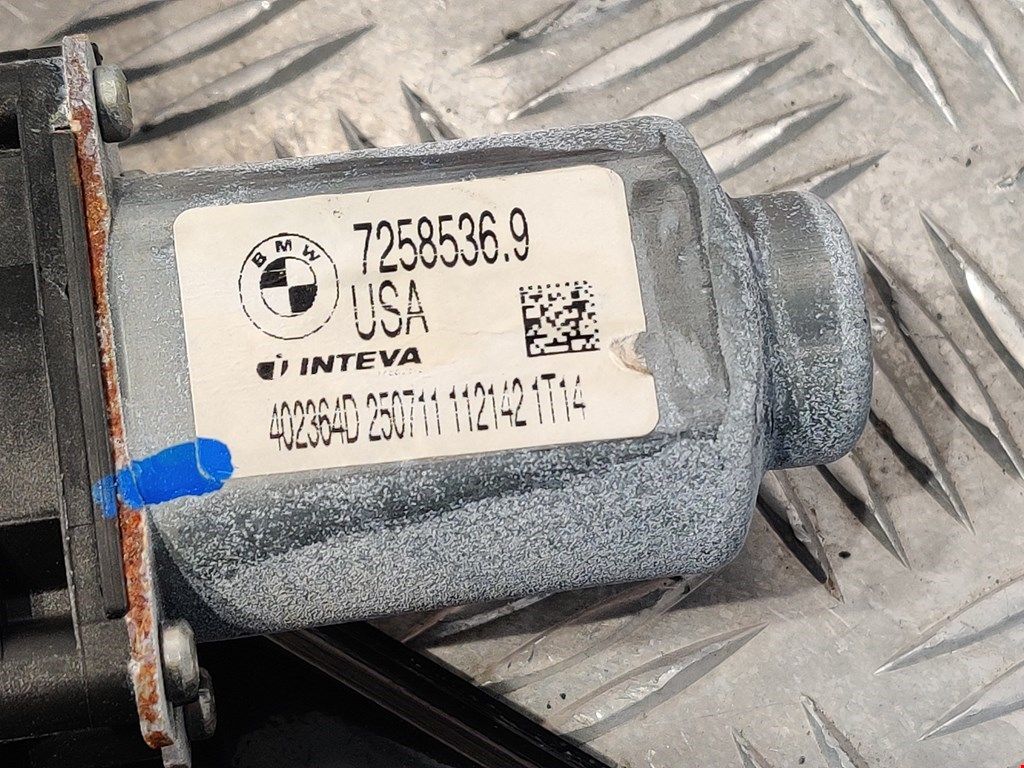 BMW
7258536.9
USA
INTEVA
402364D 250711 112142 1T14